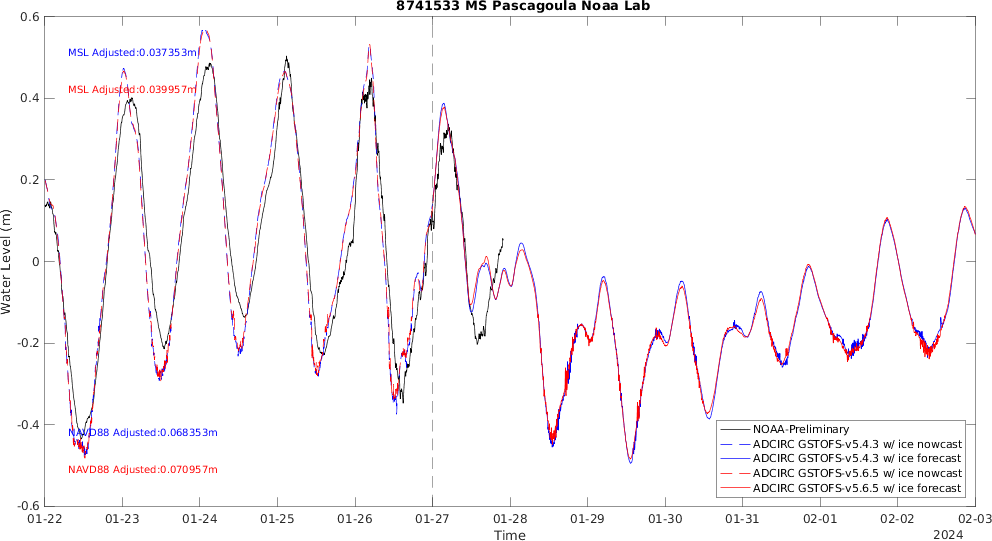 8741533 MS Pascagoula Noaa Lab
0.6
0.4
0.2
0
-0.2
-0.4
-0.6
Water Level (m)
MSL Adjusted:0.037353m
MSL Adjusted:0.039957m
NAVD88 Adjusted:0.068353m
NAVD88 Adjusted:0.070957m
NOAA-Preliminary
ADCIRC GSTOFS-v5.4.3 w/ ice nowcast
ADCIRC GSTOFS-v5.4.3 w/ ice forecast
ADCIRC GSTOFS-v5.6.5 w/ ice nowcast
ADCIRC GSTOFS-v5.6.5 w/ ice forecast
01-22 01-23 01-24 01-25 01-26 01-27 01-28 01-29 01-30 01-31 02-01 02-02 02-03
Time
2024